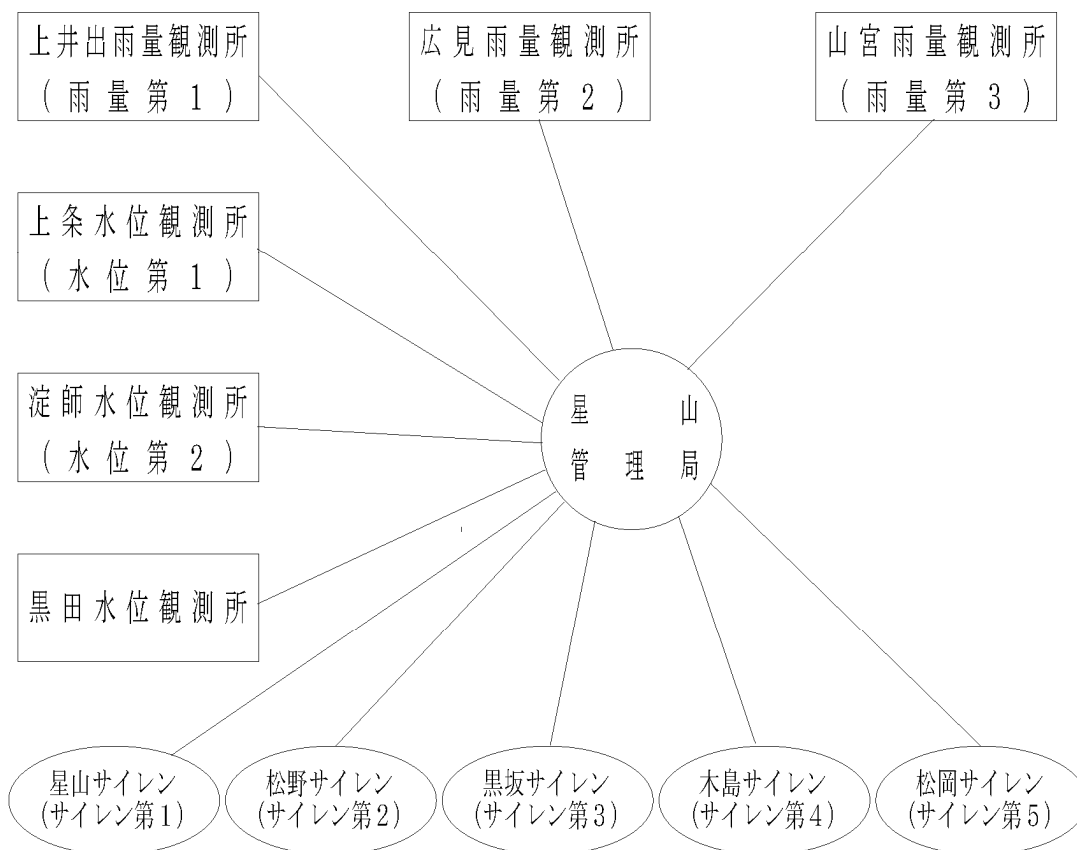 上井出雨量観測所
(雨量第1)
広見雨量観測所
(雨量第2)
山宮雨量観測所
(雨量第3)
上条水位観測所
(水位第1)
淀師水位観測所
(水位第2)
星山
管理局
黒田水位観測所
星山サイレン
(サイレン第1)
松野サイレン
(サイレン第2)
黒坂サイレン
(サイレン第3)
木島サイレン
(サイレン第4)
松岡サイレン
(サイレン第5)